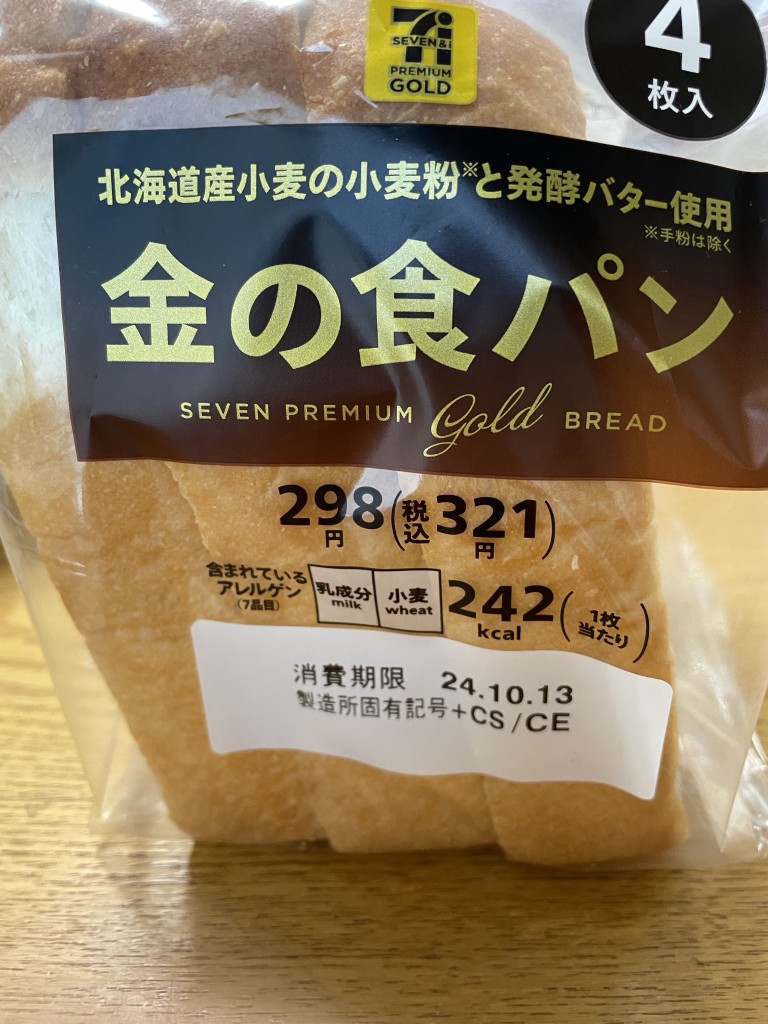 SEVEN&i
PREMIUM
GOLD
4
枚入
北海道産小麦の小麦粉※と発酵バター使用
※手粉は除く
金の食パン
SEVEN PREMIUM Gold BREAD
298円(税込321円)
含まれている
アレルゲン
(7品目)
乳成分
milk
小麦
wheat
242
kcal
(1枚
当たり)
消費期限 24.10.13
製造所固有記号+CS/CE